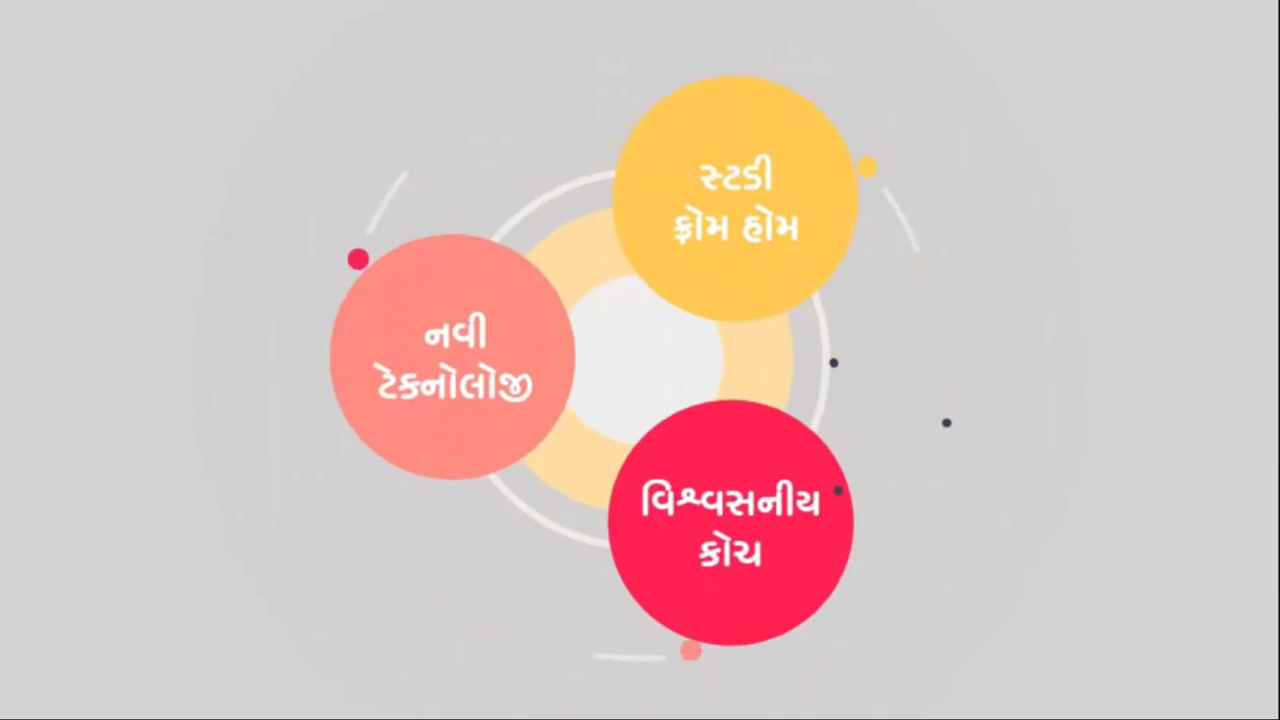 સ્ટડી
ફ્રોમ હોમ
નવી
ટેકનોલોજી
વિશ્વસનીય
કોચ